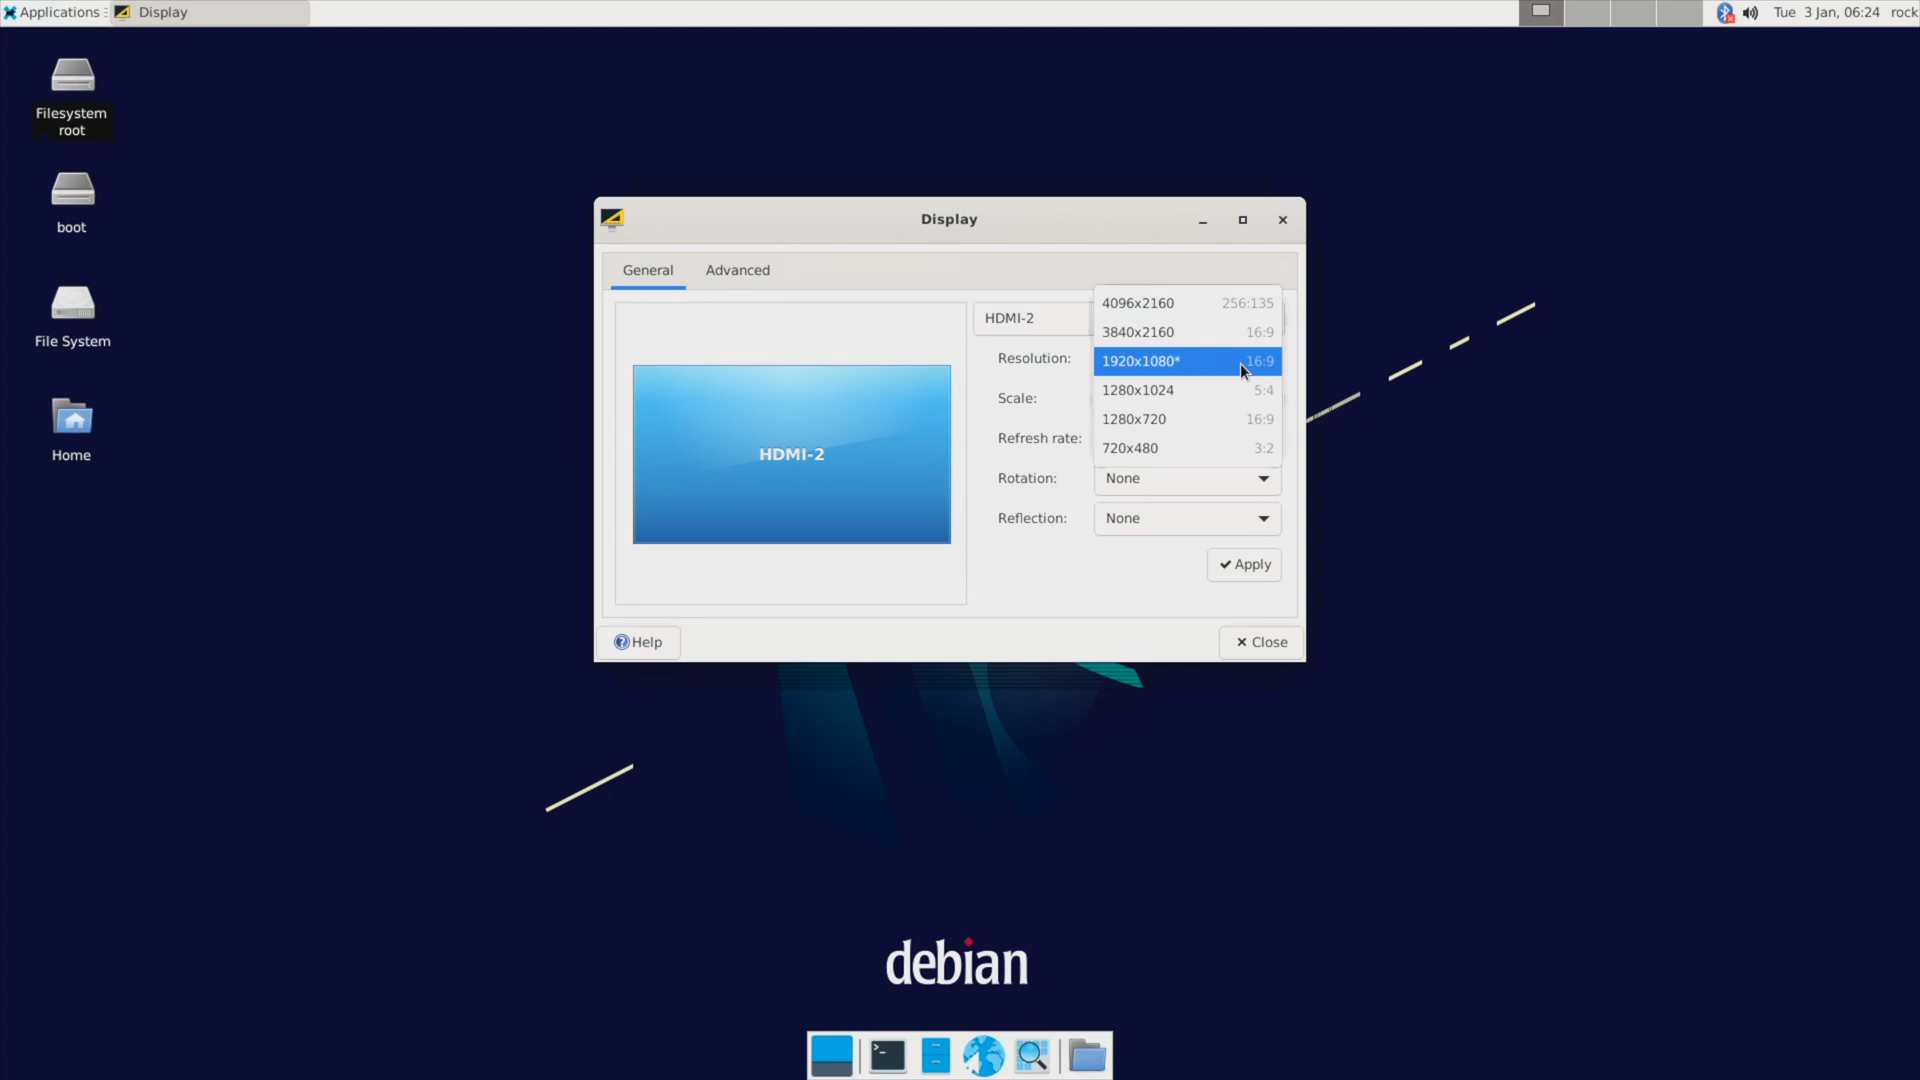 Applications
Display
Tue 3 Jan, 06:24 rock
Filesystem
root
boot
File System
Home
Display
General Advanced
HDMI-2
HDMI-2
Resolution:
Scale:
Refresh rate:
4096x2160 256:135
3840x2160 16:9
1920x1080* 16:9
1280x1024 5:4
1280x720 16:9
720x480 3:2
Rotation: None
Reflection: None
Apply
Help
Close
debian